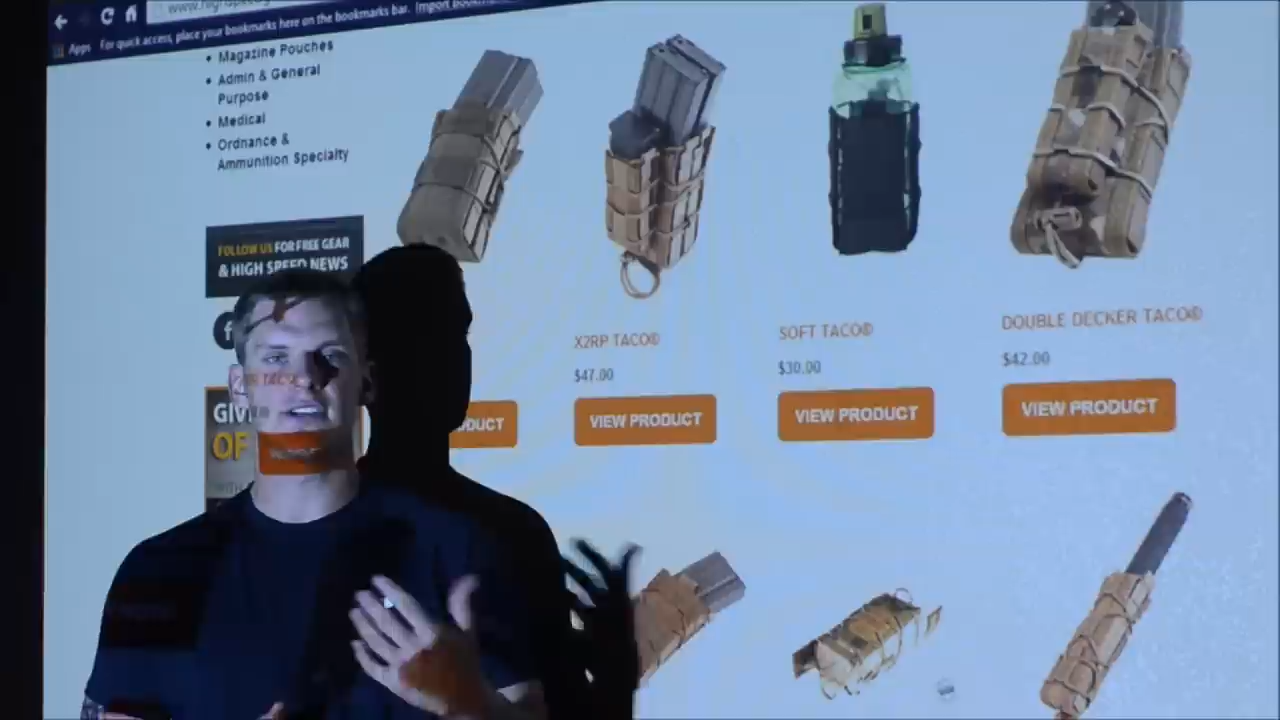 Apps For quick access, place your bookmarks here on the bookmarks bar. Import
Magazine Pouches
Admin & General
Purpose
Medical
Ordnance &
Ammunition Specialty
FOLLOW US FOR FREE GEAR
& HIGH SPEED NEWS
X2RP TACO®
$47.00
VIEW PRODUCT
SOFT TACO®
$30.00
VIEW PRODUCT
DOUBLE DECKER TACO®
$42.00
VIEW PRODUCT
OF